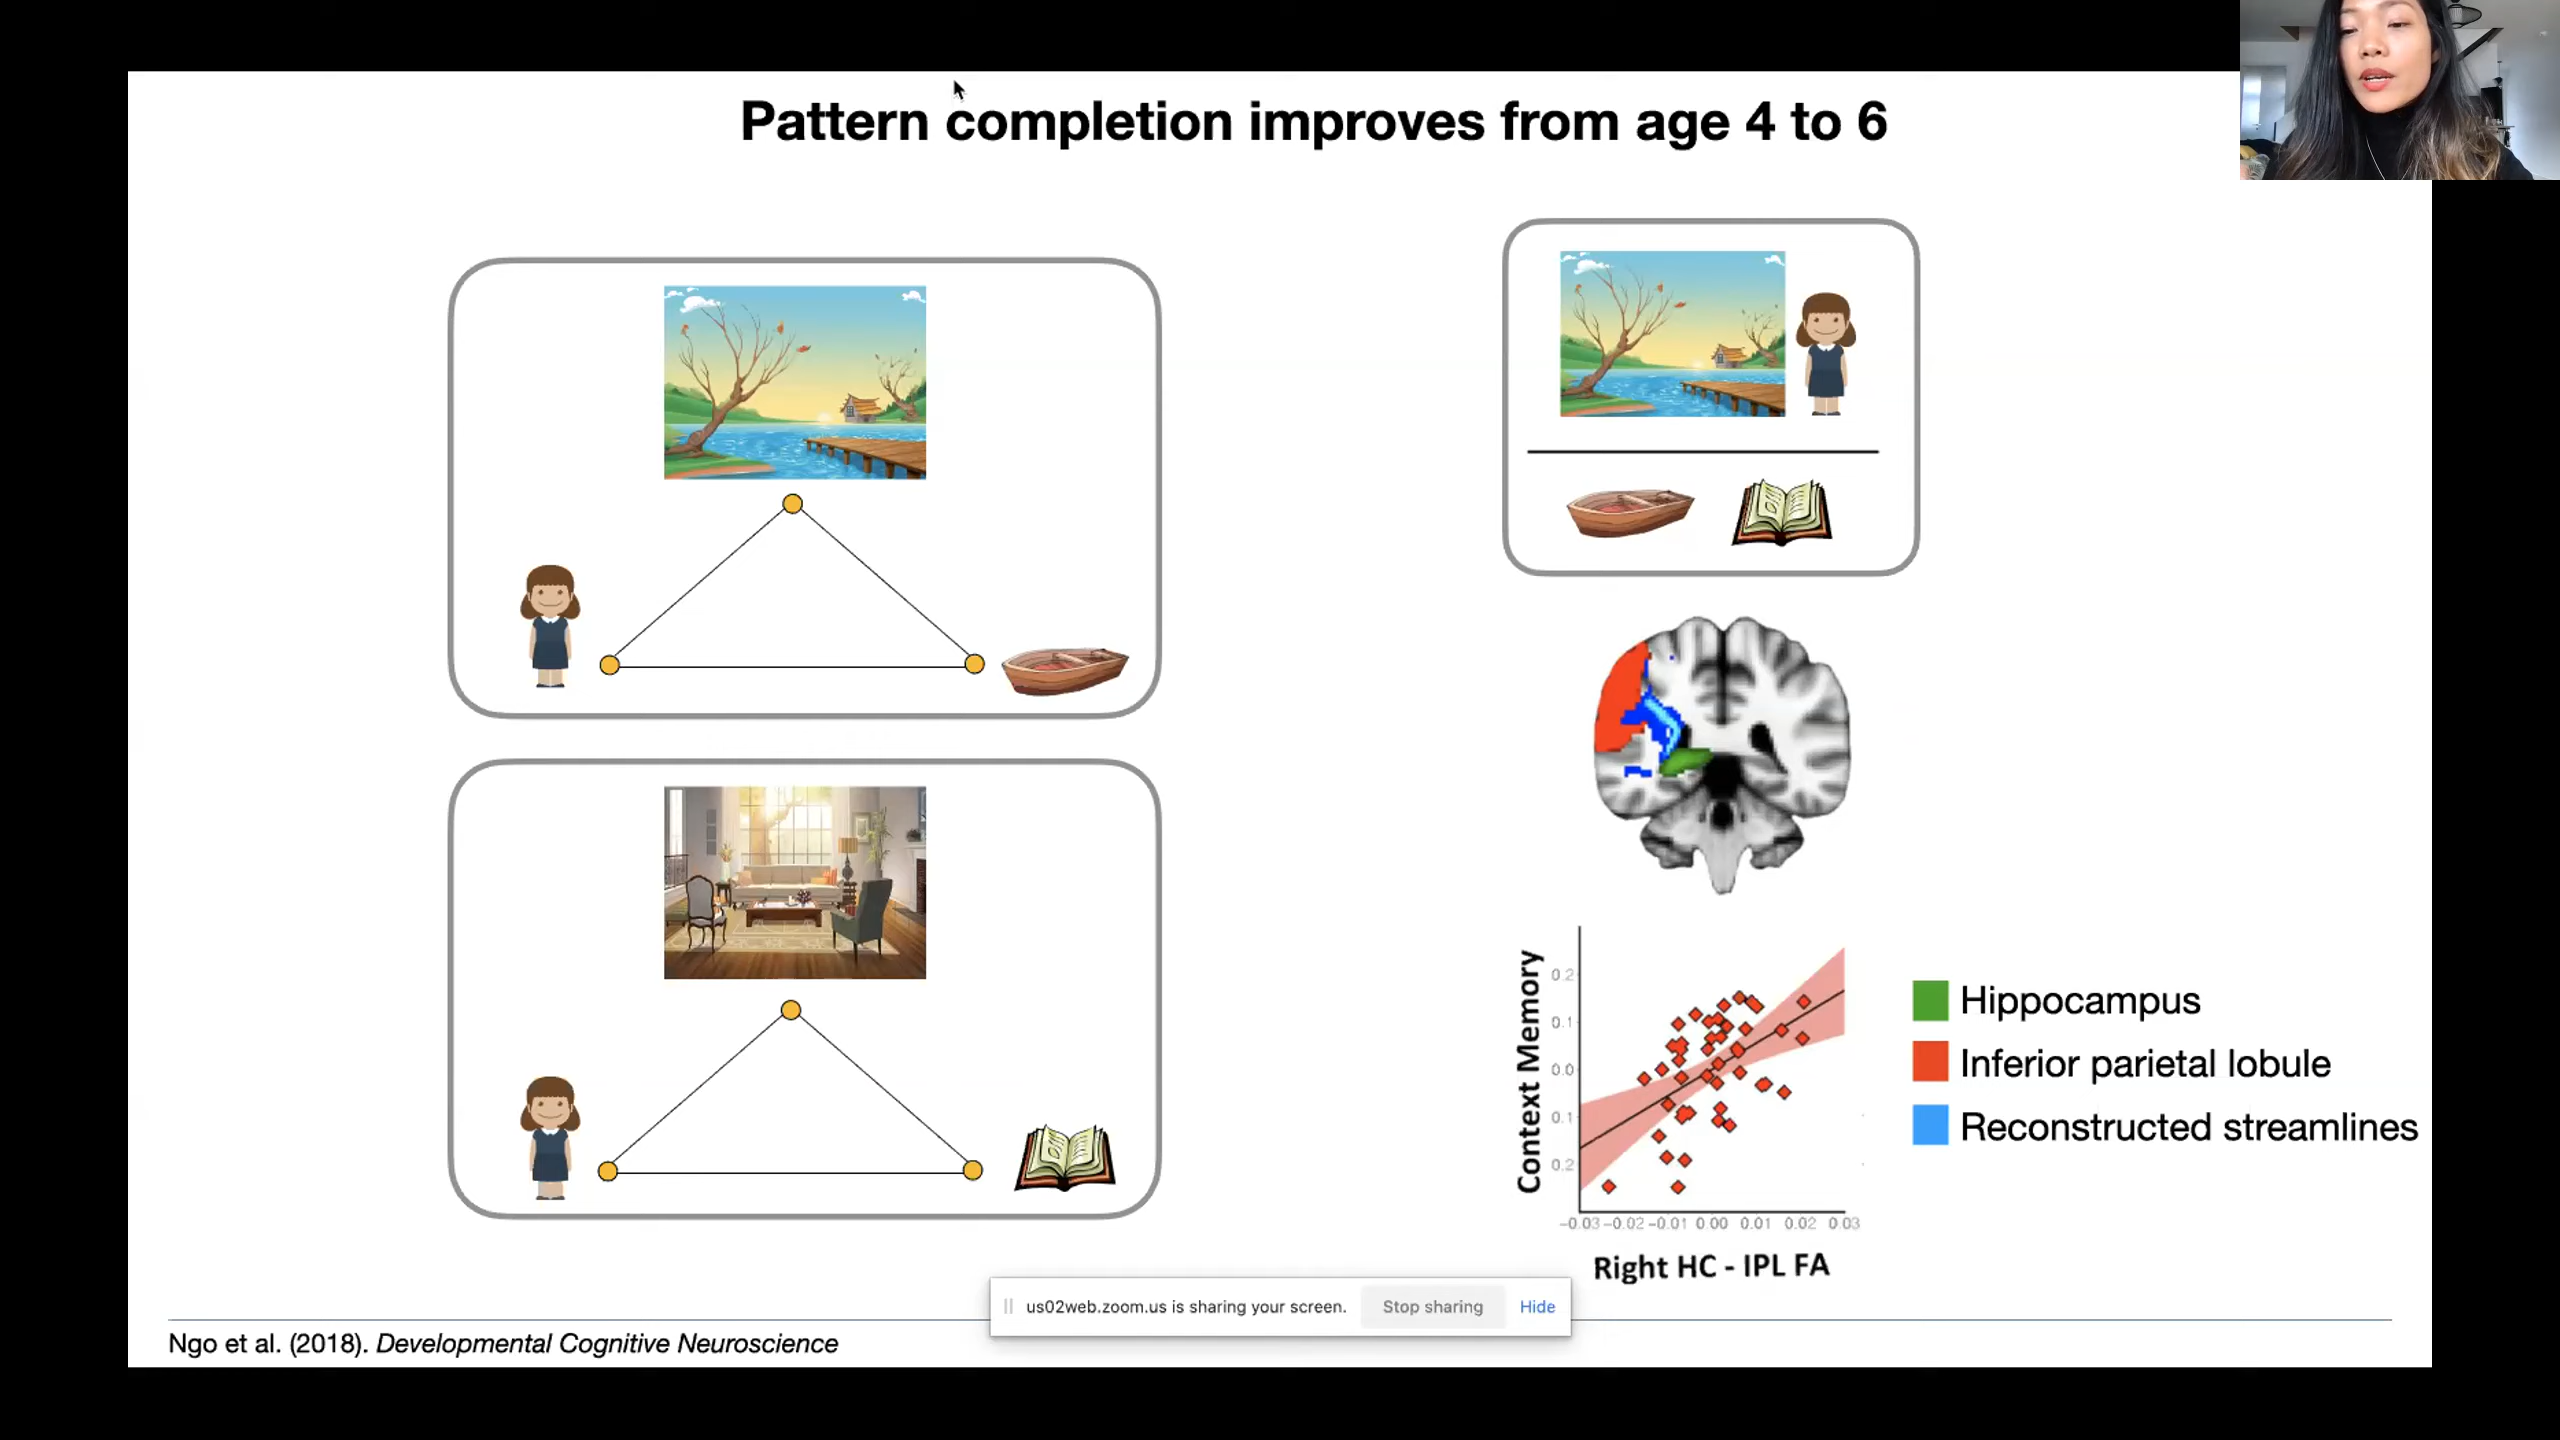 Pattern completion improves from age 4 to 6
Context Memory
0.2
0.1
0.0
0.1
0.2
-0.03 -0.02 -0.01 0.00 0.01 0.02 0 03
Right HC - IPL FA
Hippocampus
Inferior parietal lobule
Reconstructed streamlines
us02web.zoom.us is sharing your screen. Stop sharing Hide
Ngo et al. (2018). Developmental Cognitive Neuroscience